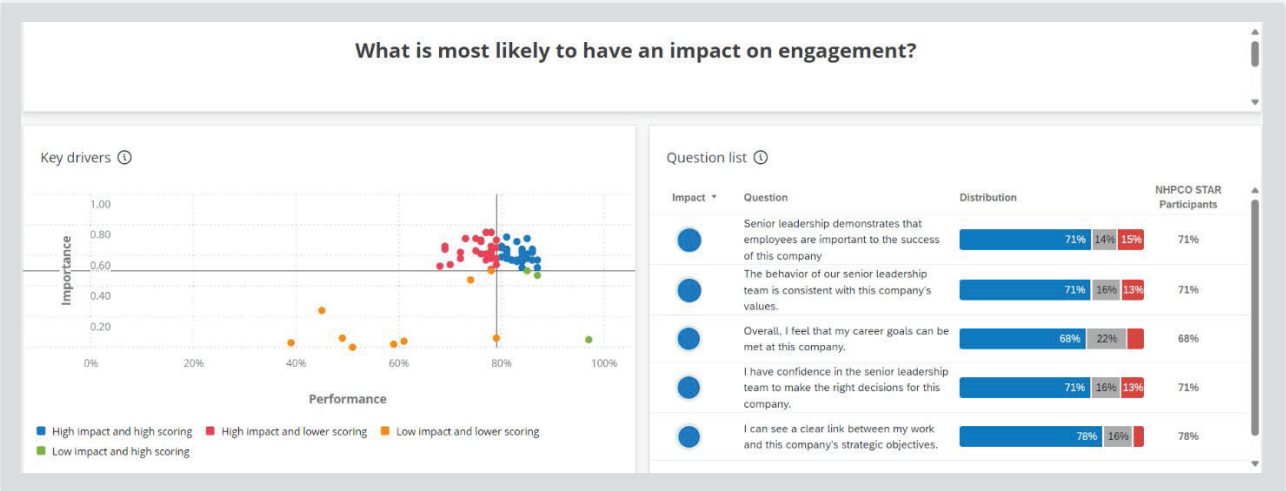 What is most likely to have an impact on engagement?
Key drivers
1.00
0.80
0.60
0.40
0.20
Importance
0%
20%
40%
60%
80%
100%
Performance
High impact and high scoring
High impact and lower scoring
Low impact and lower scoring
Low impact and high scoring
Question list
Impact
Question
Distribution
NHPCO STAR
Participants
Senior leadership demonstrates that
employees are important to the success
of this company
71%
14%
15%
71%
The behavior of our senior leadership
team is consistent with this company's
values.
71%
16%
13%
71%
Overall, I feel that my career goals can be
met at this company.
68%
22%
68%
I have confidence in the senior leadership
team to make the right decisions for this
company.
71%
16%
13%
71%
I can see a clear link between my work
and this company's strategic objectives.
78%
16%
78%